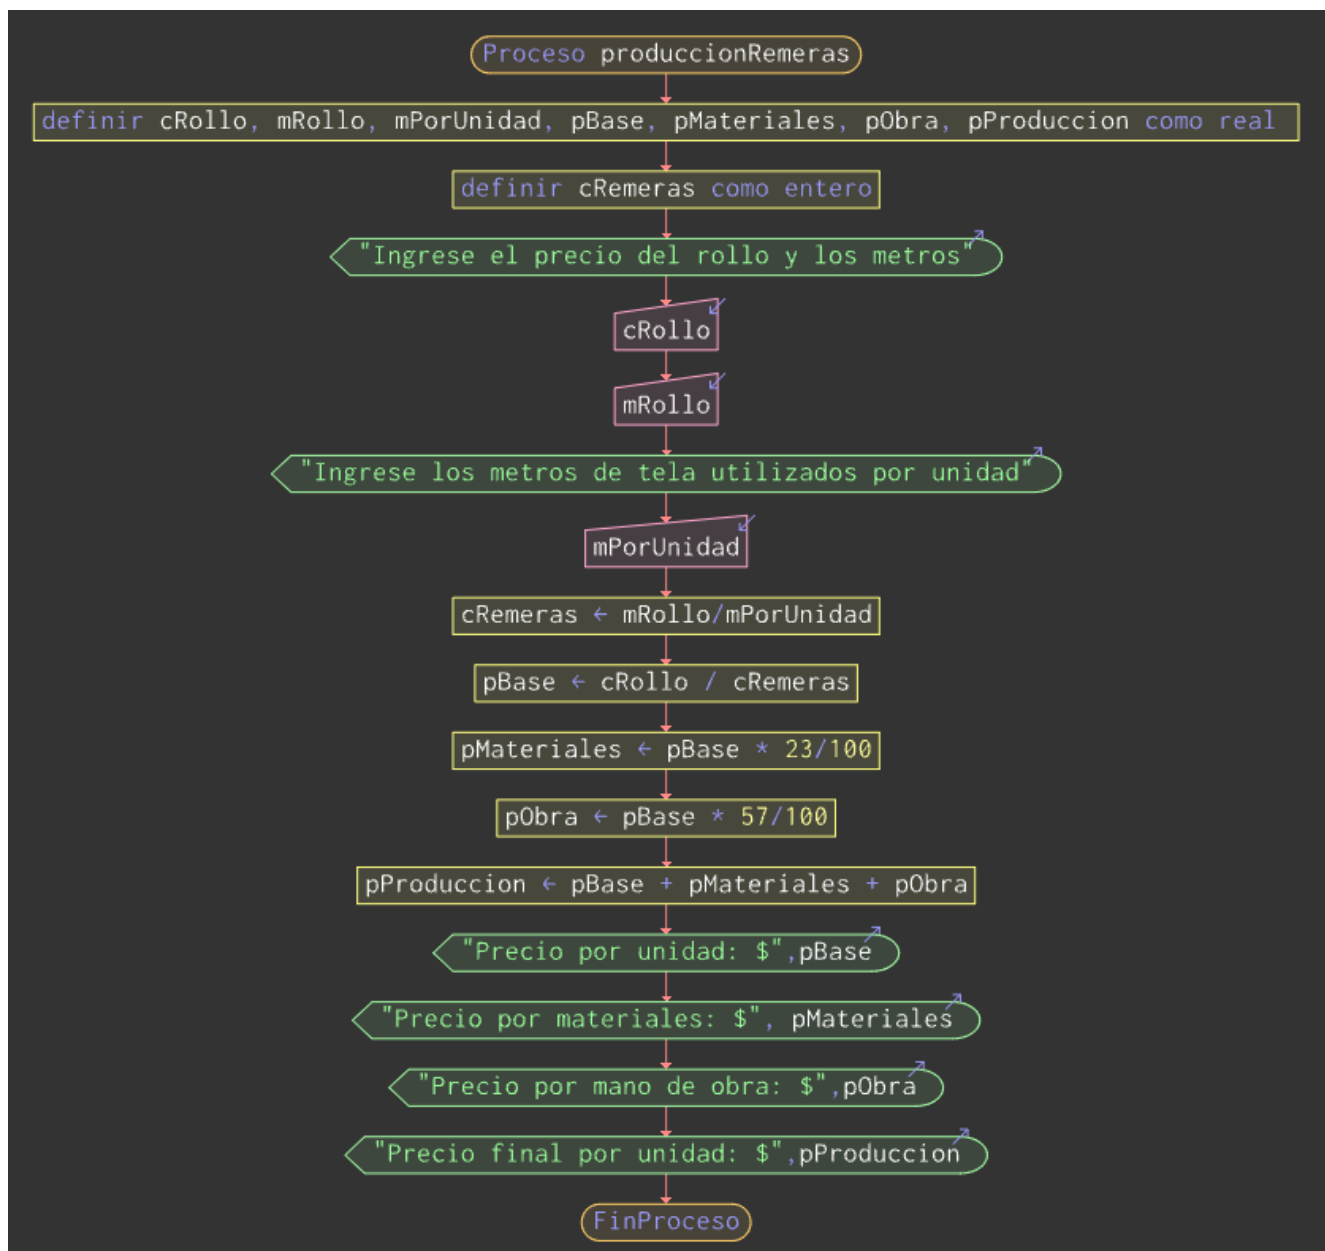 Proceso produccionRemeras
definir cRollo, mRollo, mPorUnidad, pBase, pMateriales, pObra, pProduccion como real
definir cRemeras como entero
"Ingrese el precio del rollo y los metros"
cRollo
mRollo
"Ingrese los metros de tela utilizados por unidad"
mPorUnidad
cRemeras ← mRollo/mPorUnidad
pBase ← cRollo / cRemeras
pMateriales ← pBase * 23/100
pObra ← pBase * 57/100
pProduccion ← pBase + pMateriales + pObra
"Precio por unidad: $",pBase
"Precio por materiales: $", pMateriales
"Precio por mano de obra: $",pObra
"Precio final por unidad: $",pProduccion
FinProceso